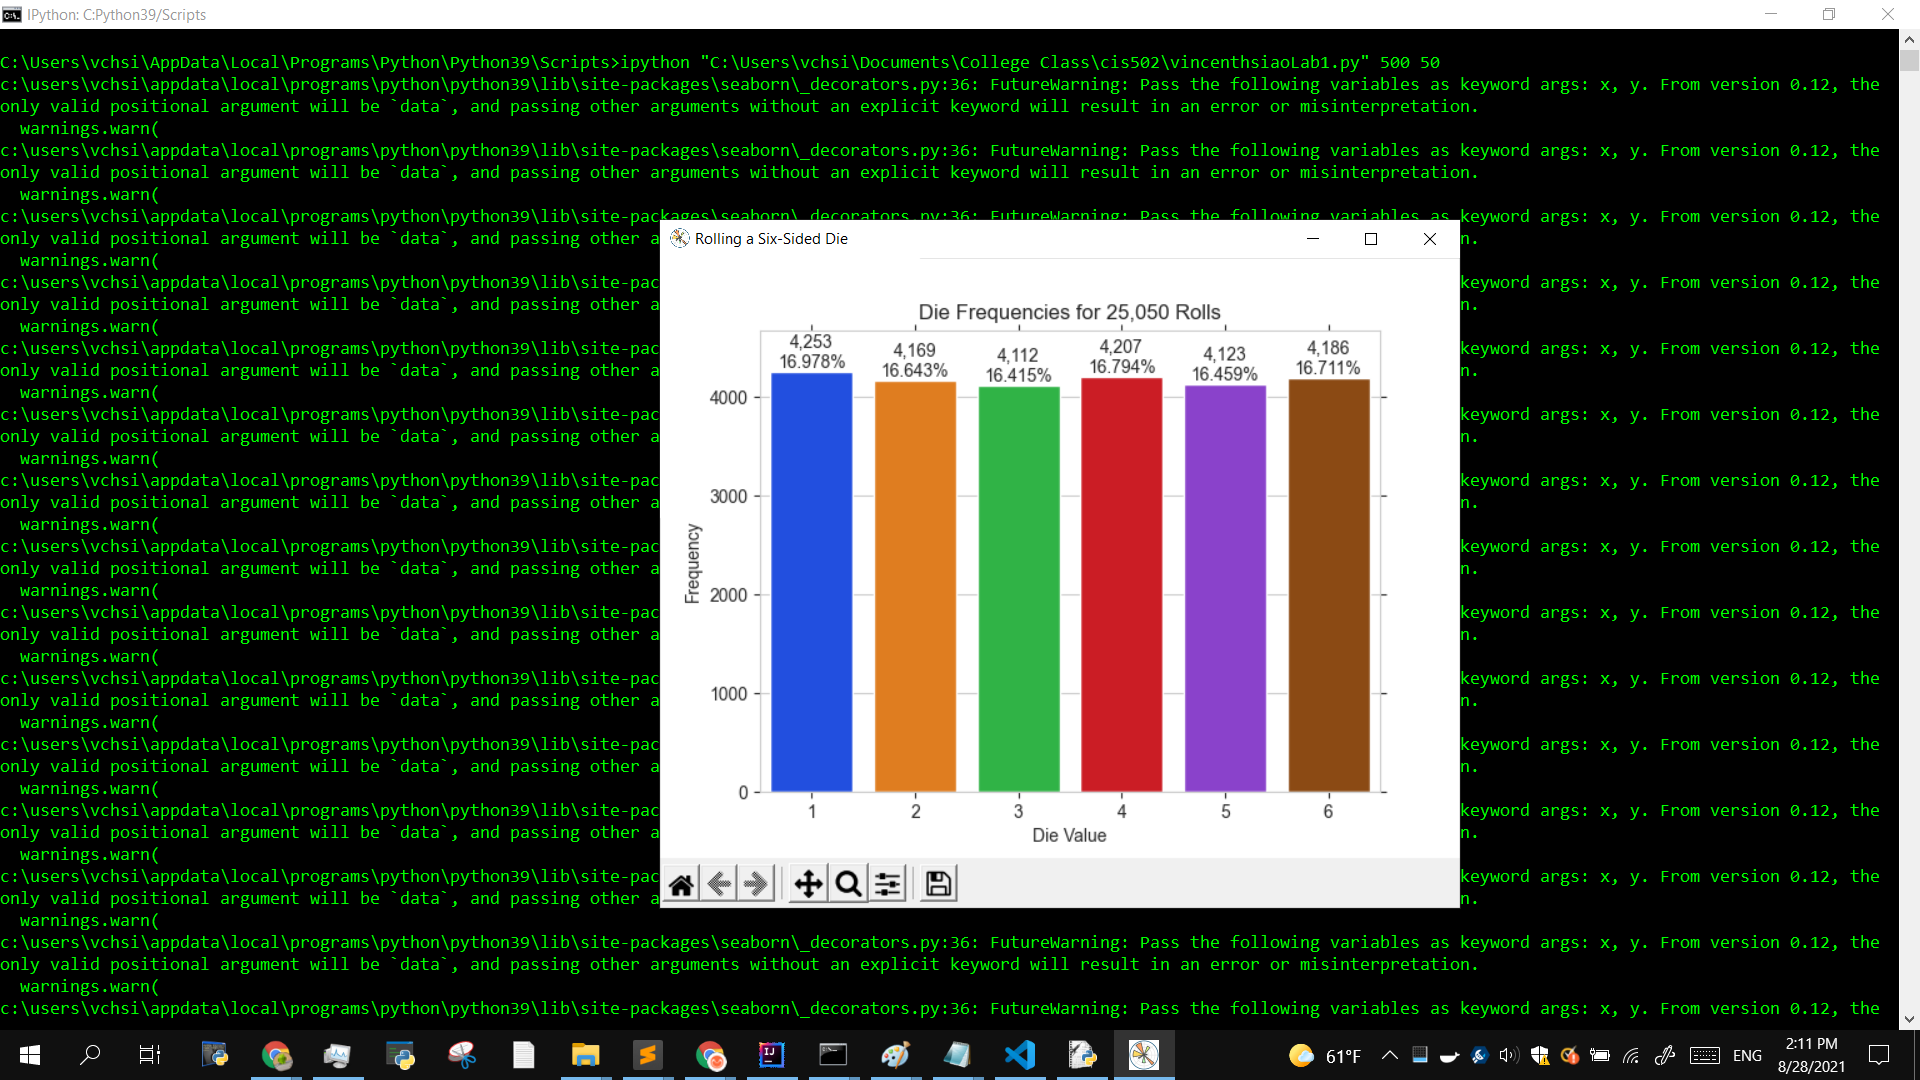 IPython: C:Python39/Scripts
C:\Users\vchsi\AppData\Local\Programs\Python\Python39\Scripts>ipython "C:\Users\vchsi\Documents\College Class\cis502\vincenthsiaoLab1.py" 500 50
c:\users\vchsi\appdata\local\programs\python\python39\lib\site-packages\seaborn\_decorators.py:36: FutureWarning: Pass the following variables as keyword args: x, y. From version 0.12, the
only valid positional argument will be `data`, and passing other arguments without an explicit keyword will result in an error or misinterpretation.
warnings.warn(
c:\users\vchsi\appdata\local\programs\python\python39\lib\site-packages\seaborn\_decorators.py:36: FutureWarning: Pass the following variables as keyword args: x, y. From version 0.12, the
only valid positional argument will be `data`, and passing other arguments without an explicit keyword will result in an error or misinterpretation.
warnings.warn(
c:\users\vchsi\appdata\local\programs\python\python39\lib\site-packages\seaborn\_decorators.py:36: FutureWarning: Pass the following variables as keyword args: x, y. From version 0.12, the
only valid positional argument will be `data`, and passing other a n.
warnings.warn(
c:\users\vchsi\appdata\local\programs\python\python39\lib\site-pac keyword args: x, y. From version 0.12, the
only valid positional argument will be `data`, and passing other a n.
warnings.warn(
c:\users\vchsi\appdata\local\programs\python\python39\lib\site-pac keyword args: x, y. From version 0.12, the
only valid positional argument will be `data`, and passing other a n.
warnings.warn(
c:\users\vchsi\appdata\local\programs\python\python39\lib\site-pac keyword args: x, y. From version 0.12, the
only valid positional argument will be `data`, and passing other a n.
warnings.warn(
c:\users\vchsi\appdata\local\programs\python\python39\lib\site-pac keyword args: x, y. From version 0.12, the
only valid positional argument will be `data`, and passing other a n.
warnings.warn(
c:\users\vchsi\appdata\local\programs\python\python39\lib\site-pac keyword args: x, y. From version 0.12, the
only valid positional argument will be `data`, and passing other a n.
warnings.warn(
c:\users\vchsi\appdata\local\programs\python\python39\lib\site-pac keyword args: x, y. From version 0.12, the
only valid positional argument will be `data`, and passing other a n.
warnings.warn(
c:\users\vchsi\appdata\local\programs\python\python39\lib\site-pac keyword args: x, y. From version 0.12, the
only valid positional argument will be `data`, and passing other a n.
warnings.warn(
c:\users\vchsi\appdata\local\programs\python\python39\lib\site-pac keyword args: x, y. From version 0.12, the
only valid positional argument will be `data`, and passing other a n.
warnings.warn(
c:\users\vchsi\appdata\local\programs\python\python39\lib\site-pac keyword args: x, y. From version 0.12, the
only valid positional argument will be `data`, and passing other a n.
warnings.warn(
c:\users\vchsi\appdata\local\programs\python\python39\lib\site-pac keyword args: x, y. From version 0.12, the
only valid positional argument will be `data`, and passing other a n.
warnings.warn(
c:\users\vchsi\appdata\local\programs\python\python39\lib\site-packages\seaborn\_decorators.py:36: FutureWarning: Pass the following variables as keyword args: x, y. From version 0.12, the
only valid positional argument will be `data`, and passing other arguments without an explicit keyword will result in an error or misinterpretation.
warnings.warn(
c:\users\vchsi\appdata\local\programs\python\python39\lib\site-packages\seaborn\_decorators.py:36: FutureWarning: Pass the following variables as keyword args: x, y. From version 0.12, the
Rolling a Six-Sided Die
Die Frequencies for 25,050 Rolls
4,253 4,169 4,112 4,207 4,123 4,186
16.978% 16.643% 16.415% 16.794% 16.459% 16.711%
4000
3000
Frequency
2000
1000
0
1 2 3 4 5 6
Die Value
61°F ENG 2:11 PM
8/28/2021